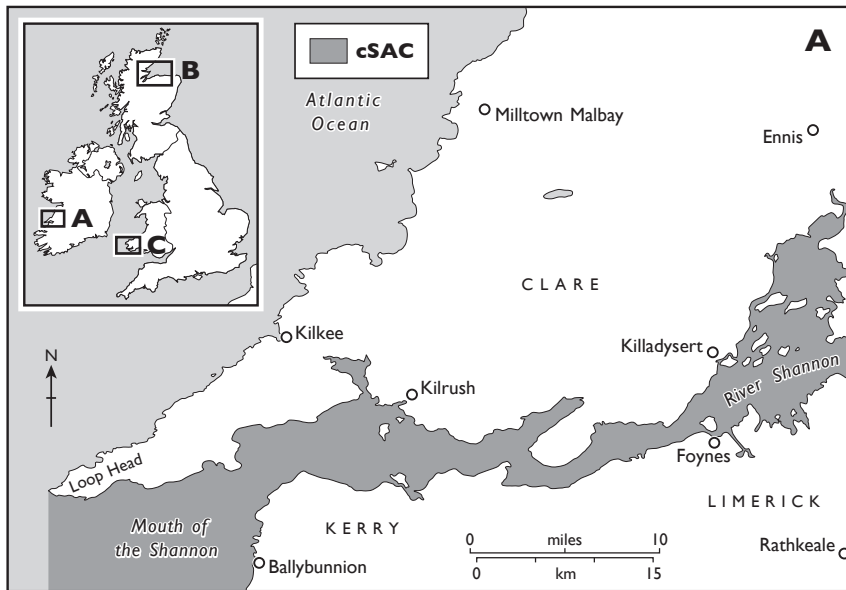 cSAC
A
B
A
C
Atlantic
Ocean
Milltown Malbay
Ennis
CLARE
Kilkee
N
Killadysert
River Shannon
Kilrush
Foynes
Loop Head
LIMERICK
Mouth of
the Shannon
KERRY
0 miles 10
0 km 15
Rathkeale
Ballybunnion